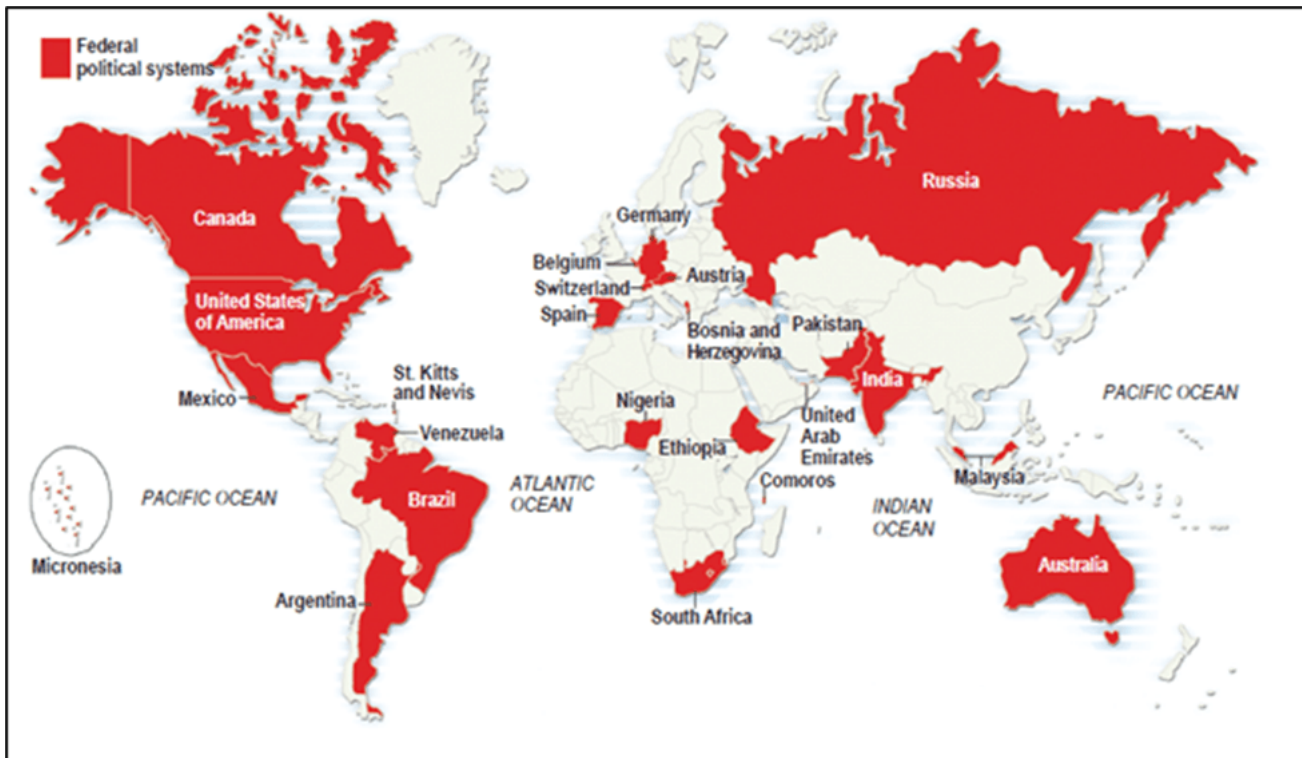 Federal
political systems
Canada
United States
of America
Mexico
St. Kitts
and Nevis
Venezuela
Brazil
Argentina
PACIFIC OCEAN
Micronesia
ATLANTIC
OCEAN
Germany
Belgium
Switzerland
Spain
Austria
Bosnia and
Herzegovina
Russia
Pakistan
India
Nigeria
Ethiopia
United
Arab
Emirates
Comoros
South Africa
INDIAN
OCEAN
Malaysia
PACIFIC OCEAN
Australia